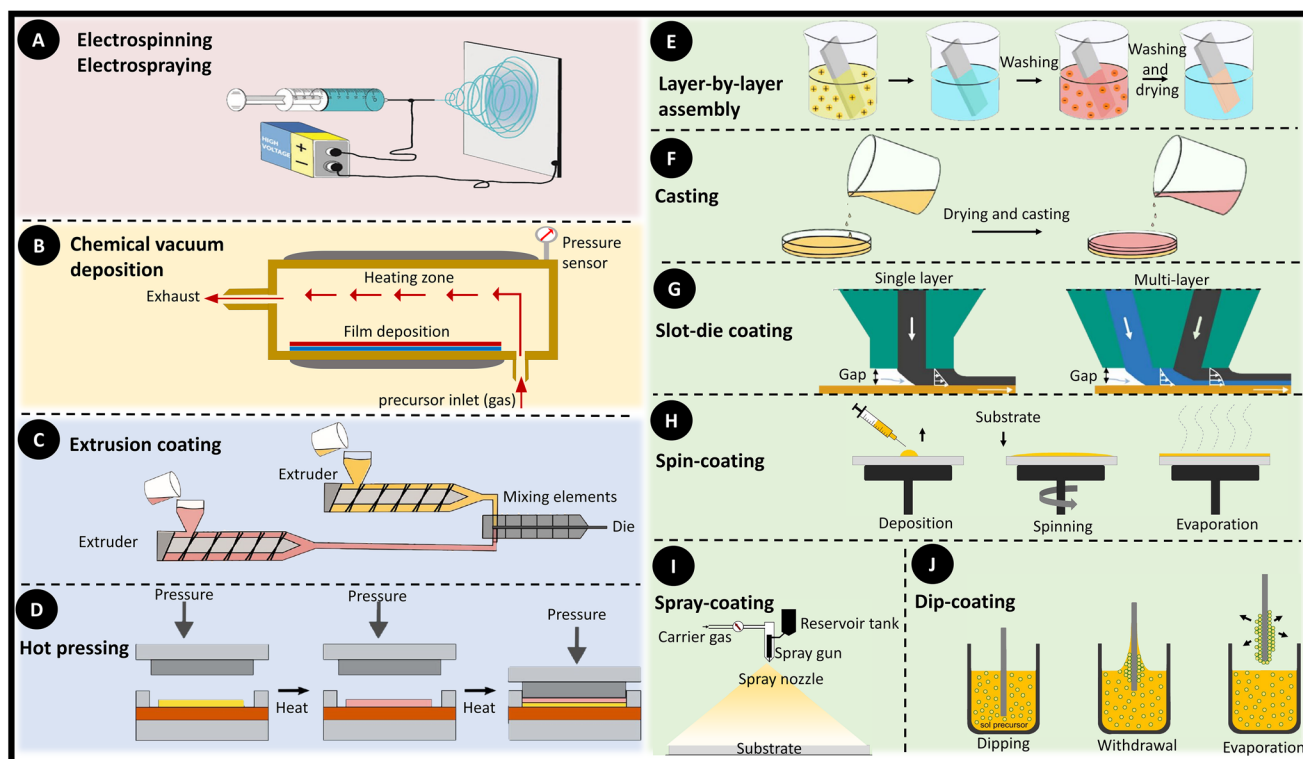 A
Electrospinning
Electrospraying
HIGH
VOLTAGE
+
−
B
Chemical vacuum
deposition
Pressure
sensor
Heating zone
Exhaust
Film deposition
precursor inlet (gas)
C
Extrusion coating
Extruder
Mixing elements
Die
Extruder
D
Hot pressing
Pressure
Pressure
Pressure
Heat
Heat
E
Layer-by-layer
assembly
Washing
Washing
and
drying
F
Casting
Drying and casting
G
Slot-die coating
Single layer
Multi-layer
Gap
Gap
H
Spin-coating
Substrate
Deposition
Spinning
Evaporation
I
Spray-coating
Carrier gas
Reservoir tank
Spray gun
Spray nozzle
Substrate
J
Dip-coating
sol precursor
Dipping
Withdrawal
Evaporation